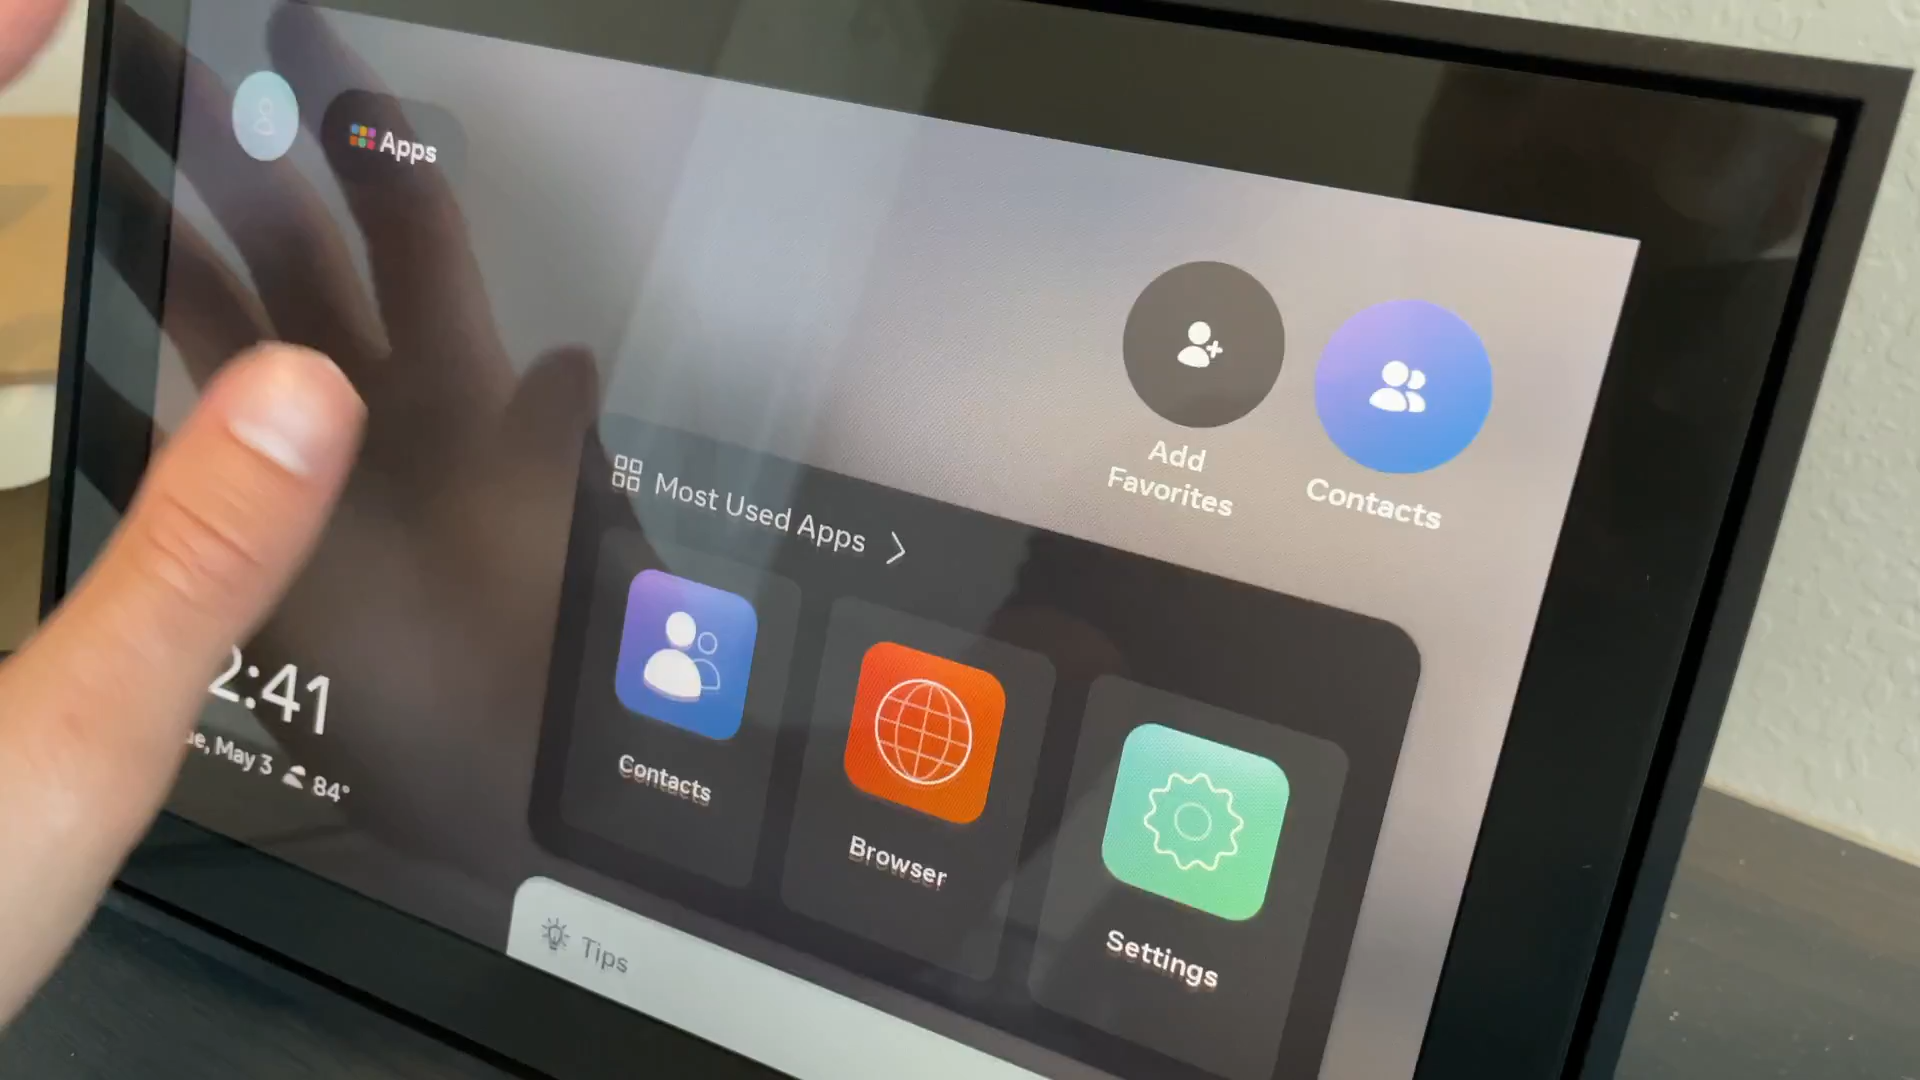 Apps
Add
Favorites
Contacts
Most Used Apps
Contacts
Browser
Settings
2:41
May 3 84°
Tips